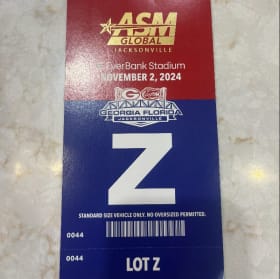 ASM
GLOBAL
JACKSONVILLE
EverBank Stadium
NOVEMBER 2, 2024
G
GEORGIA FLORIDA
JACKSONVILLE
Z
STANDARD SIZE VEHICLE ONLY. NO OVERSIZED PERMITTED.
0044
0044
LOT Z